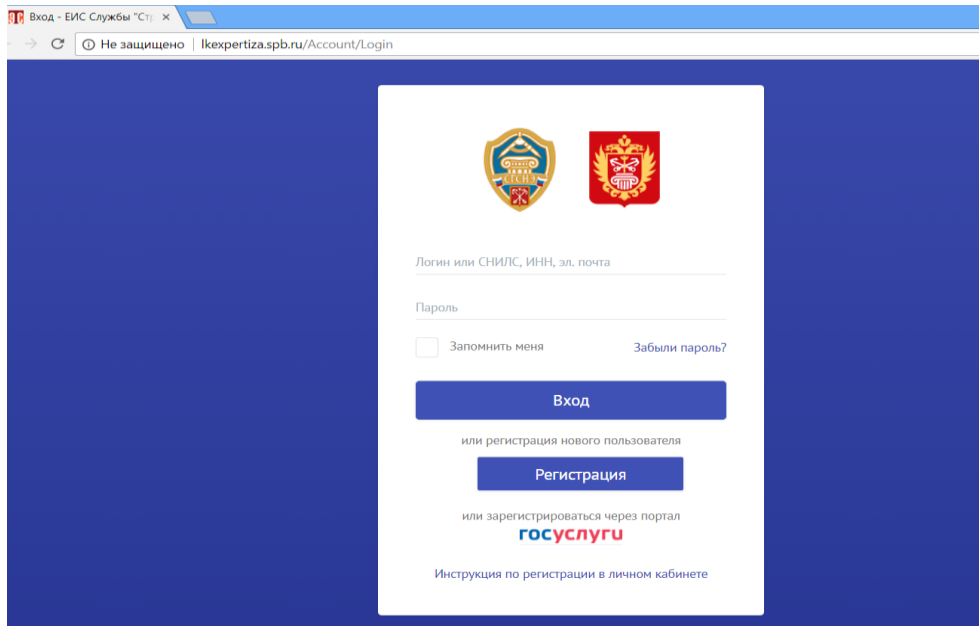 Вход - ЕИС Службы "Стр
Не защищено | lkexpertiza.spb.ru/Account/Login
СГСНЭ
Логин или СНИЛС, ИНН, эл. почта
Пароль
Запомнить меня
Забыли пароль?
Вход
или регистрация нового пользователя
Регистрация
или зарегистрироваться через портал
госуслуги
Инструкция по регистрации в личном кабинете